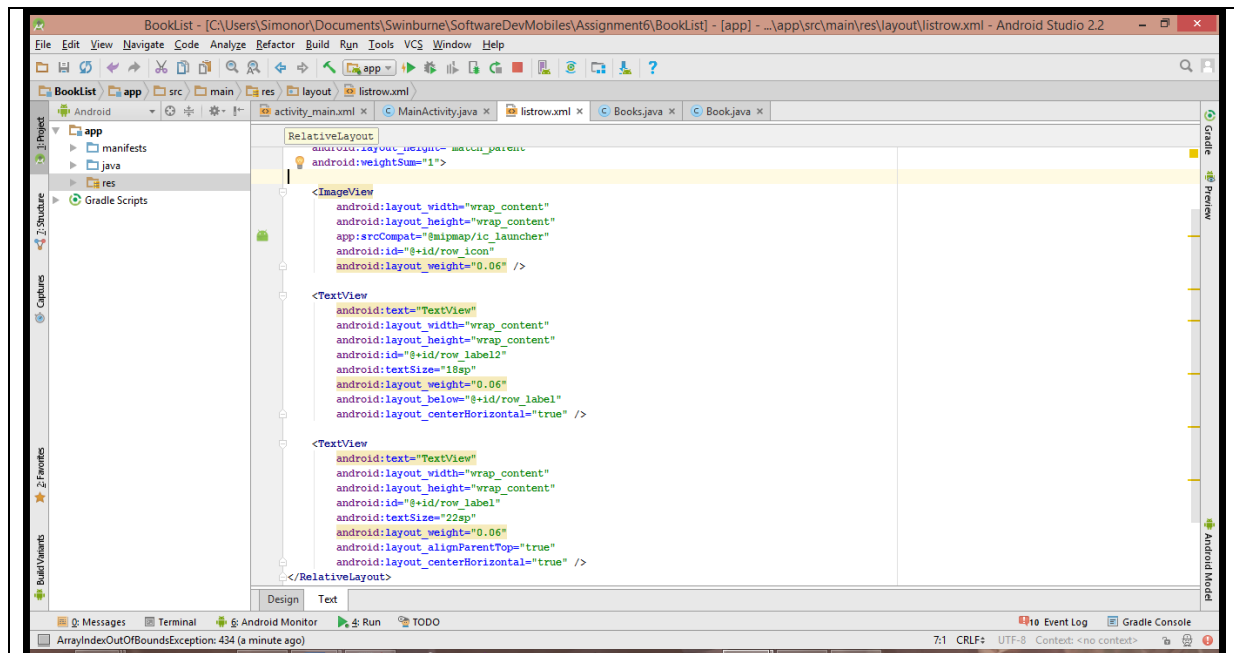 BookList - [C:\Users\Simonor\Documents\Swinburne\SoftwareDevMobiles\Assignment6\BookList] - [app] - ...\app\src\main\res\layout\listrow.xml - Android Studio 2.2
File Edit View Navigate Code Analyze Refactor Build Run Tools VCS Window Help
app
BookList app src main res layout listrow.xml
Android activity_main.xml MainActivity.java listrow.xml Books.java Book.java
1: Project
7: Structure
Captures
2: Favorites
Build Variants
app
manifests
java
res
Gradle Scripts
RelativeLayout
android:layout_height="match_parent"
android:weightSum="1">
<ImageView
android:layout_width="wrap_content"
android:layout_height="wrap_content"
app:srcCompat="@mipmap/ic_launcher"
android:id="@+id/row_icon"
android:layout_weight="0.06" />
<TextView
android:text="TextView"
android:layout_width="wrap_content"
android:layout_height="wrap_content"
android:id="@+id/row_label2"
android:textSize="18sp"
android:layout_weight="0.06"
android:layout_below="@+id/row_label"
android:layout_centerHorizontal="true" />
<TextView
android:text="TextView"
android:layout_width="wrap_content"
android:layout_height="wrap_content"
android:id="@+id/row_label"
android:textSize="22sp"
android:layout_weight="0.06"
android:layout_alignParentTop="true"
android:layout_centerHorizontal="true" />
</RelativeLayout>
Gradle
Preview
Android Model
Design Text
0: Messages Terminal 6: Android Monitor 4: Run TODO 10 Event Log Gradle Console
ArrayIndexOutOfBoundsException: 434 (a minute ago) 7:1 CRLF UTF-8 Context: <no context>